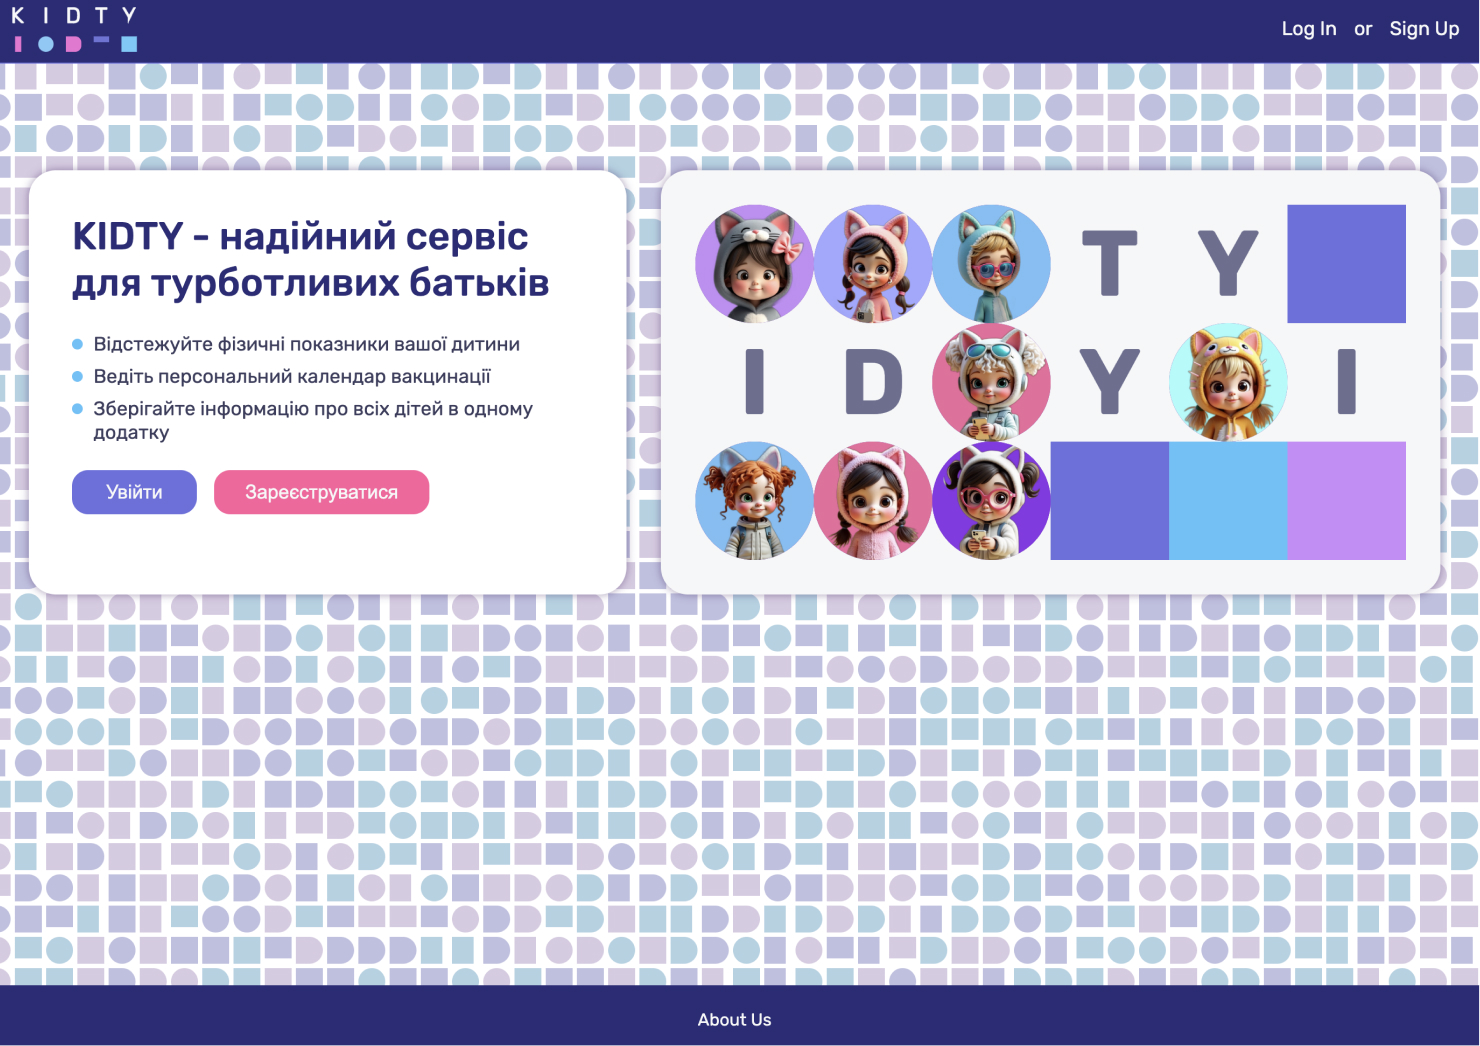 KIDTY
Log In or Sign Up
KIDTY - надійний сервіс
для турботливих батьків
Відстежуйте фізичні показники вашої дитини
Ведіть персональний календар вакцинації
Зберігайте інформацію про всіх дітей в одному
додатку
Увійти Зареєструватися
T Y
I D Y I
About Us